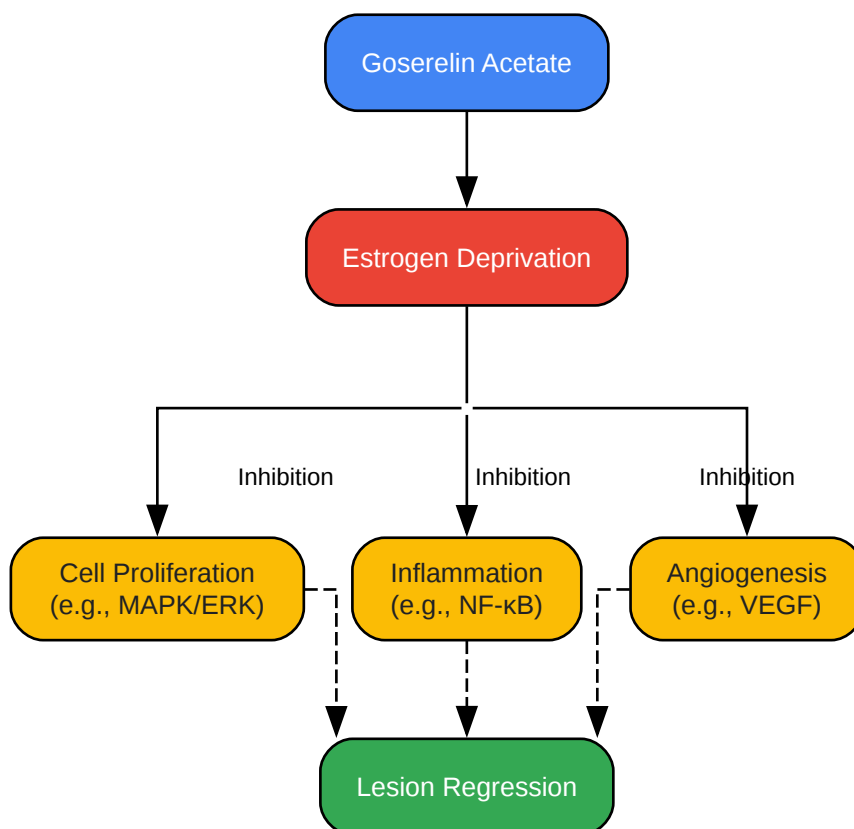 Goserelin Acetate
Estrogen Deprivation
Inhibition
Inhibition
Inhibition
Cell Proliferation
(e.g., MAPK/ERK)
Inflammation
(e.g., NF-κB)
Angiogenesis
(e.g., VEGF)
Lesion Regression